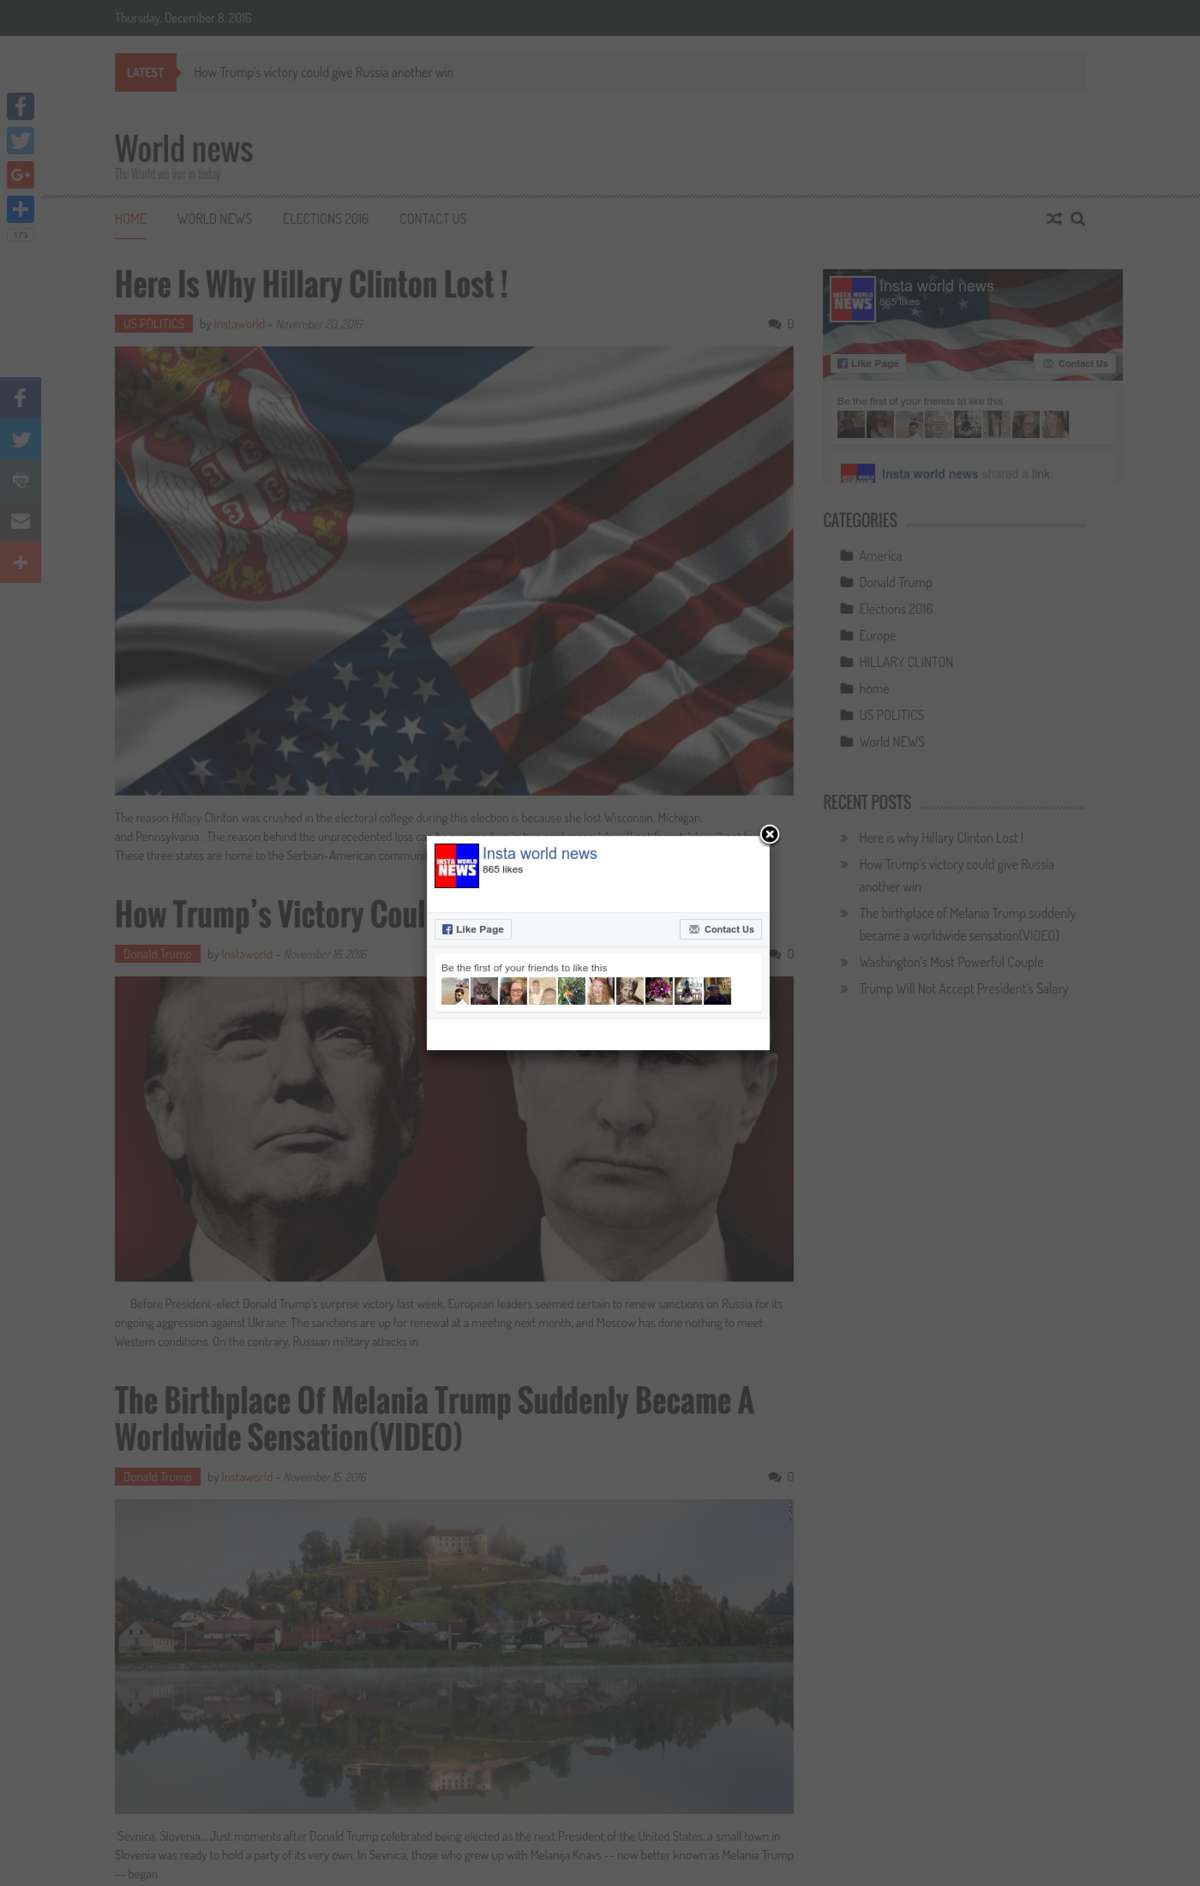 Thursday, December 8, 2016
LATEST
How Trump's victory could give Russia another win
World news
The World we live in today
HOME
WORLD NEWS
ELECTIONS 2016
CONTACT US
173
Here Is Why Hillary Clinton Lost !
US POLITICS by Instaworld - November 20, 2016
0
The reason Hillary Clinton was crushed in the electoral college during this election is because she lost Wisconsin, Michigan,
and Pennsylvania. The reason behind the unprecedented loss
These three states are home to the Serbian-American
How Trump's Victory
Donald Trump by Instaworld - November 16, 2016
0
Before President-elect Donald Trump's surprise victory last week, European leaders seemed certain to renew sanctions on Russia for its
ongoing aggression against Ukraine. The sanctions are up for renewal at a meeting next month, and Moscow has done nothing to meet
Western conditions. On the contrary, Russian military attacks in
The Birthplace Of Melania Trump Suddenly Became A
Worldwide Sensation(VIDEO)
Donald Trump by Instaworld - November 15, 2016
0
Sevnica, Slovenia... Just moments after Donald Trump celebrated being elected as the next President of the United States, a small town in
Slovenia was ready to hold a party of its very own. In Sevnica, those who grew up with Melanija Knavs -- now better known as Melania Trump
-- began
INSTA WORLD
NEWS
Insta world news
865 likes
Like Page
Contact Us
Be the first of your friends to like this
Insta world news shared a link.
CATEGORIES
America
Donald Trump
Elections 2016
Europe
HILLARY CLINTON
home
US POLITICS
World NEWS
RECENT POSTS
Here is why Hillary Clinton Lost !
How Trump's victory could give Russia
another win
The birthplace of Melania Trump suddenly
became a worldwide sensation(VIDEO)
Washington's Most Powerful Couple
Trump Will Not Accept President's Salary
INSTA WORLD
NEWS
Insta world news
865 likes
Like Page
Contact Us
Be the first of your friends to like this